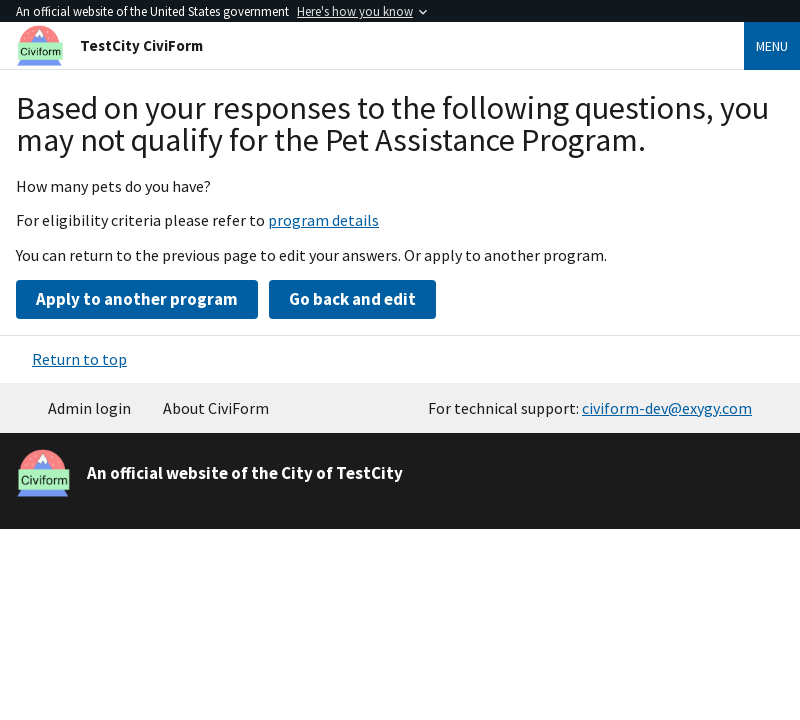 An official website of the United States government Here's how you know
Civiform
TestCity CiviForm
MENU
Based on your responses to the following questions, you
may not qualify for the Pet Assistance Program.
How many pets do you have?
For eligibility criteria please refer to program details
You can return to the previous page to edit your answers. Or apply to another program.
Apply to another program
Go back and edit
Return to top
Admin login
About CiviForm
For technical support: civiform-dev@exygy.com
Civiform
An official website of the City of TestCity